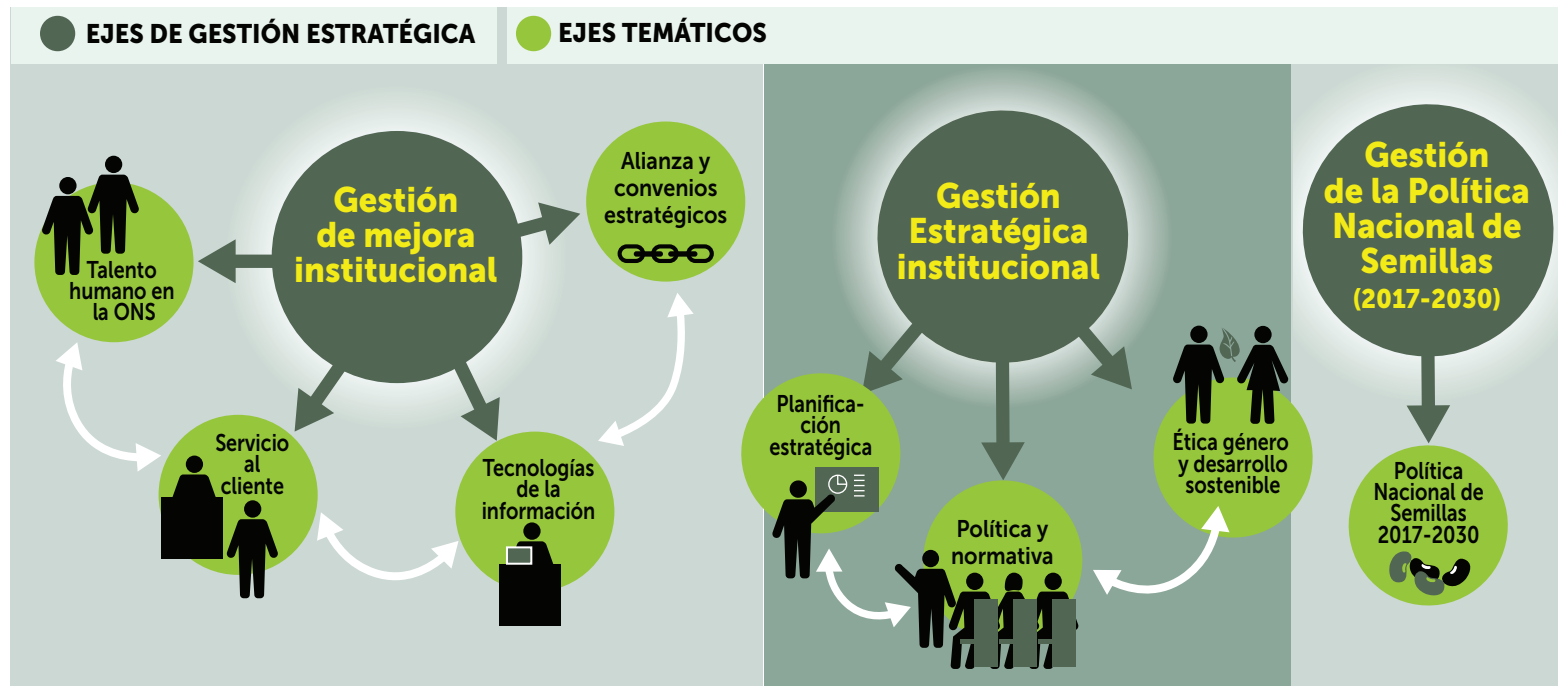 EJES DE GESTIÓN ESTRATÉGICA
EJES TEMÁTICOS
Gestión
de mejora
institucional
Alianza y
convenios
estratégicos
Talento
humano en
la ONS
Servicio
al
cliente
Tecnologías
de la
información
Gestión
Estratégica
institucional
Planifica-
ción
estratégica
Política y
normativa
Ética género
y desarrollo
sostenible
Gestión
de la Política
Nacional de
Semillas
(2017-2030)
Política
Nacional de
Semillas
2017-2030